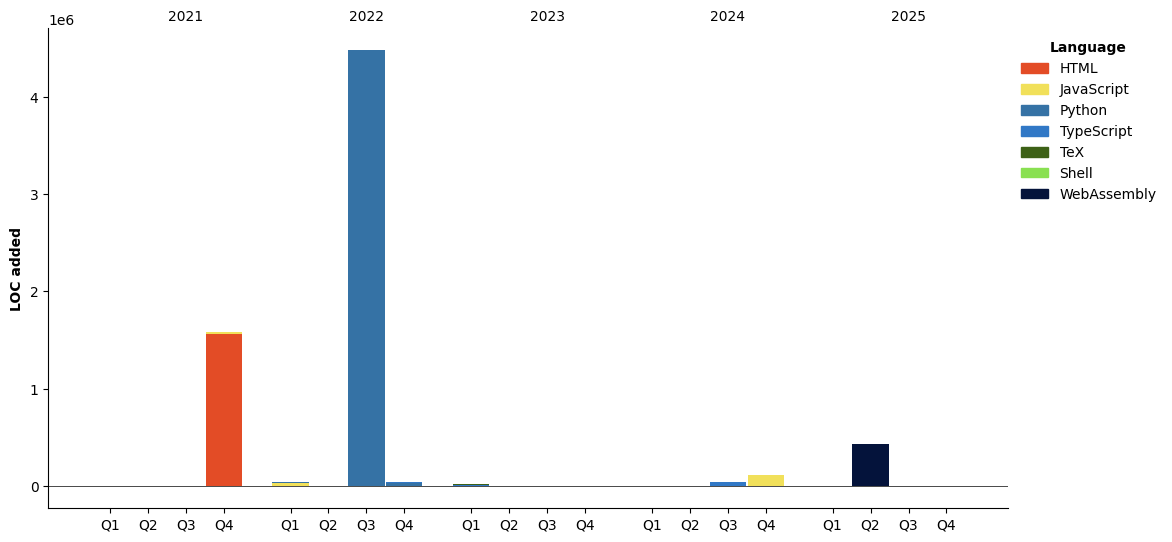 2021 2022 2023 2024 2025
1e6
Language
HTML
JavaScript
Python
TypeScript
TeX
Shell
WebAssembly
LOC added
4
3
2
1
0
Q1 Q2 Q3 Q4 Q1 Q2 Q3 Q4 Q1 Q2 Q3 Q4 Q1 Q2 Q3 Q4 Q1 Q2 Q3 Q4